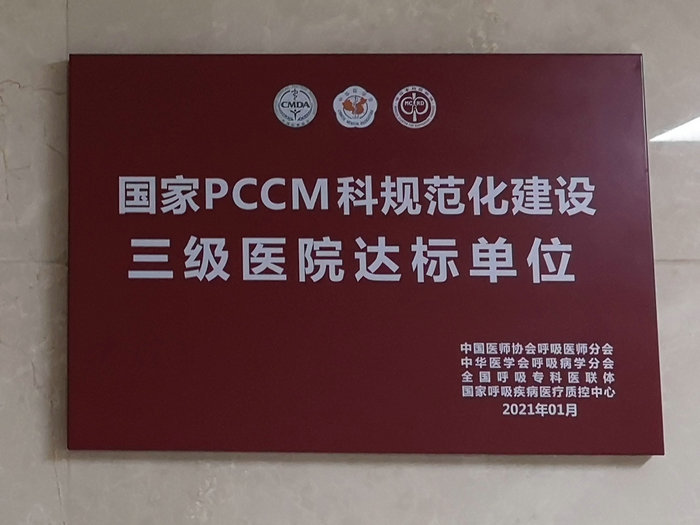 CMDA
MCRD
国家PCCM科规范化建设
三级医院达标单位
中国医师协会呼吸医师分会
中华医学会呼吸病学分会
全国呼吸专科医联体
国家呼吸疾病医疗质控中心
2021年01月